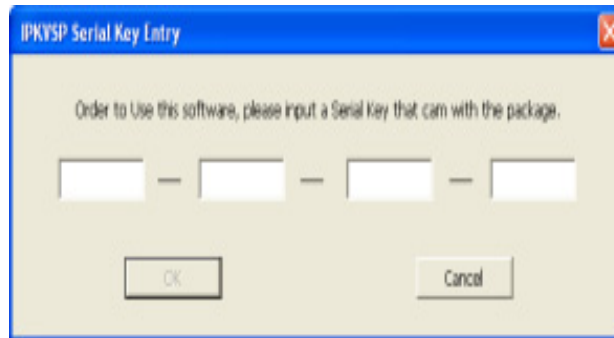 IPKVSP Serial Key Entry
Order to Use this software, please input a Serial Key that cam with the package.
OK
Cancel